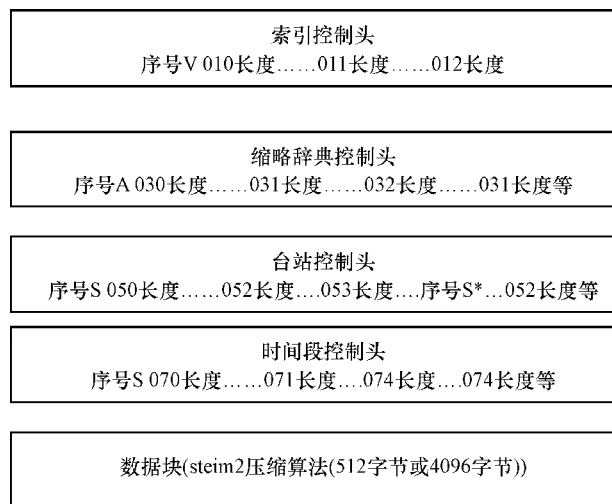 索引控制头
序号V 010长度……011长度……012长度
缩略辞典控制头
序号A 030长度……031长度……032长度……031长度等
台站控制头
序号S 050长度……052长度….053长度….序号S*…052长度等
时间段控制头
序号S 070长度……071长度….074长度….074长度等
数据块(steim2压缩算法(512字节或4096字节))